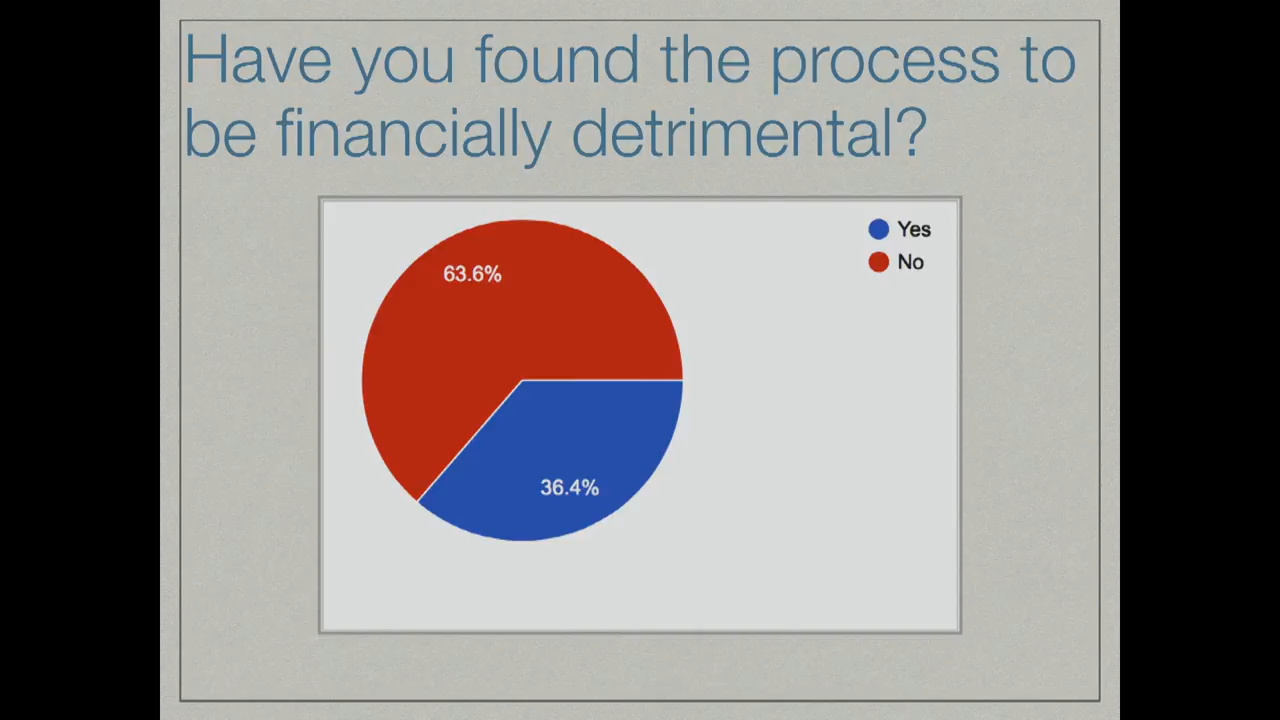 Have you found the process to
be financially detrimental?
Yes
No
63.6%
36.4%